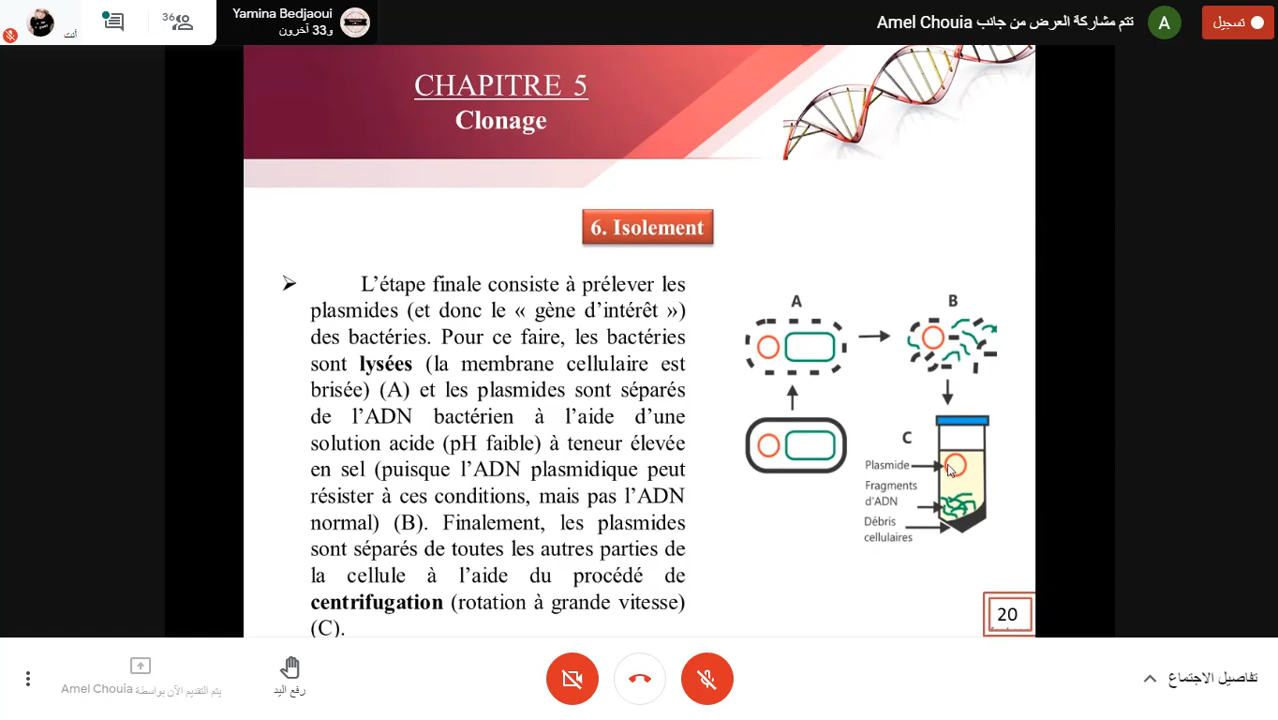 36
أنت
Yamina Bedjaoui
و33 آخرون
تتم مشاركة العرض من جانب Amel Chouia
A
تسجيل
CHAPITRE 5
Clonage
6. Isolement
➢ L’étape finale consiste à prélever les
plasmides (et donc le « gène d’intérêt »)
des bactéries. Pour ce faire, les bactéries
sont lysées (la membrane cellulaire est
brisée) (A) et les plasmides sont séparés
de l’ADN bactérien à l’aide d’une
solution acide (pH faible) à teneur élevée
en sel (puisque l’ADN plasmidique peut
résister à ces conditions, mais pas l’ADN
normal) (B). Finalement, les plasmides
sont séparés de toutes les autres parties de
la cellule à l’aide du procédé de
centrifugation (rotation à grande vitesse)
(C).
A
B
C
Plasmide
Fragments
d’ADN
Débris
cellulaires
20
يتم التقديم الآن بواسطة Amel Chouia
رفع اليد
تفاصيل الاجتماع